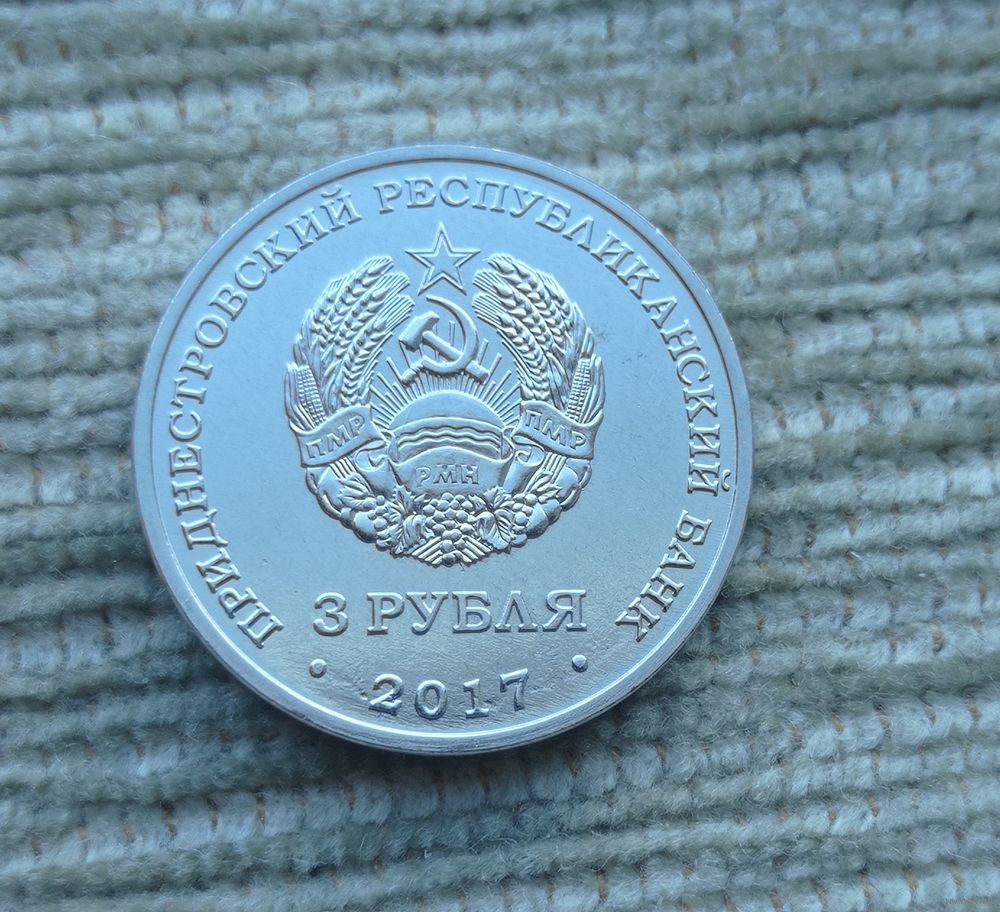 ПРИДНЕСТРОВСКИЙ РЕСПУБЛИКАНСКИЙ БАНК
ПМР
ПМР
РМН
3 РУБЛЯ
• 2017 •